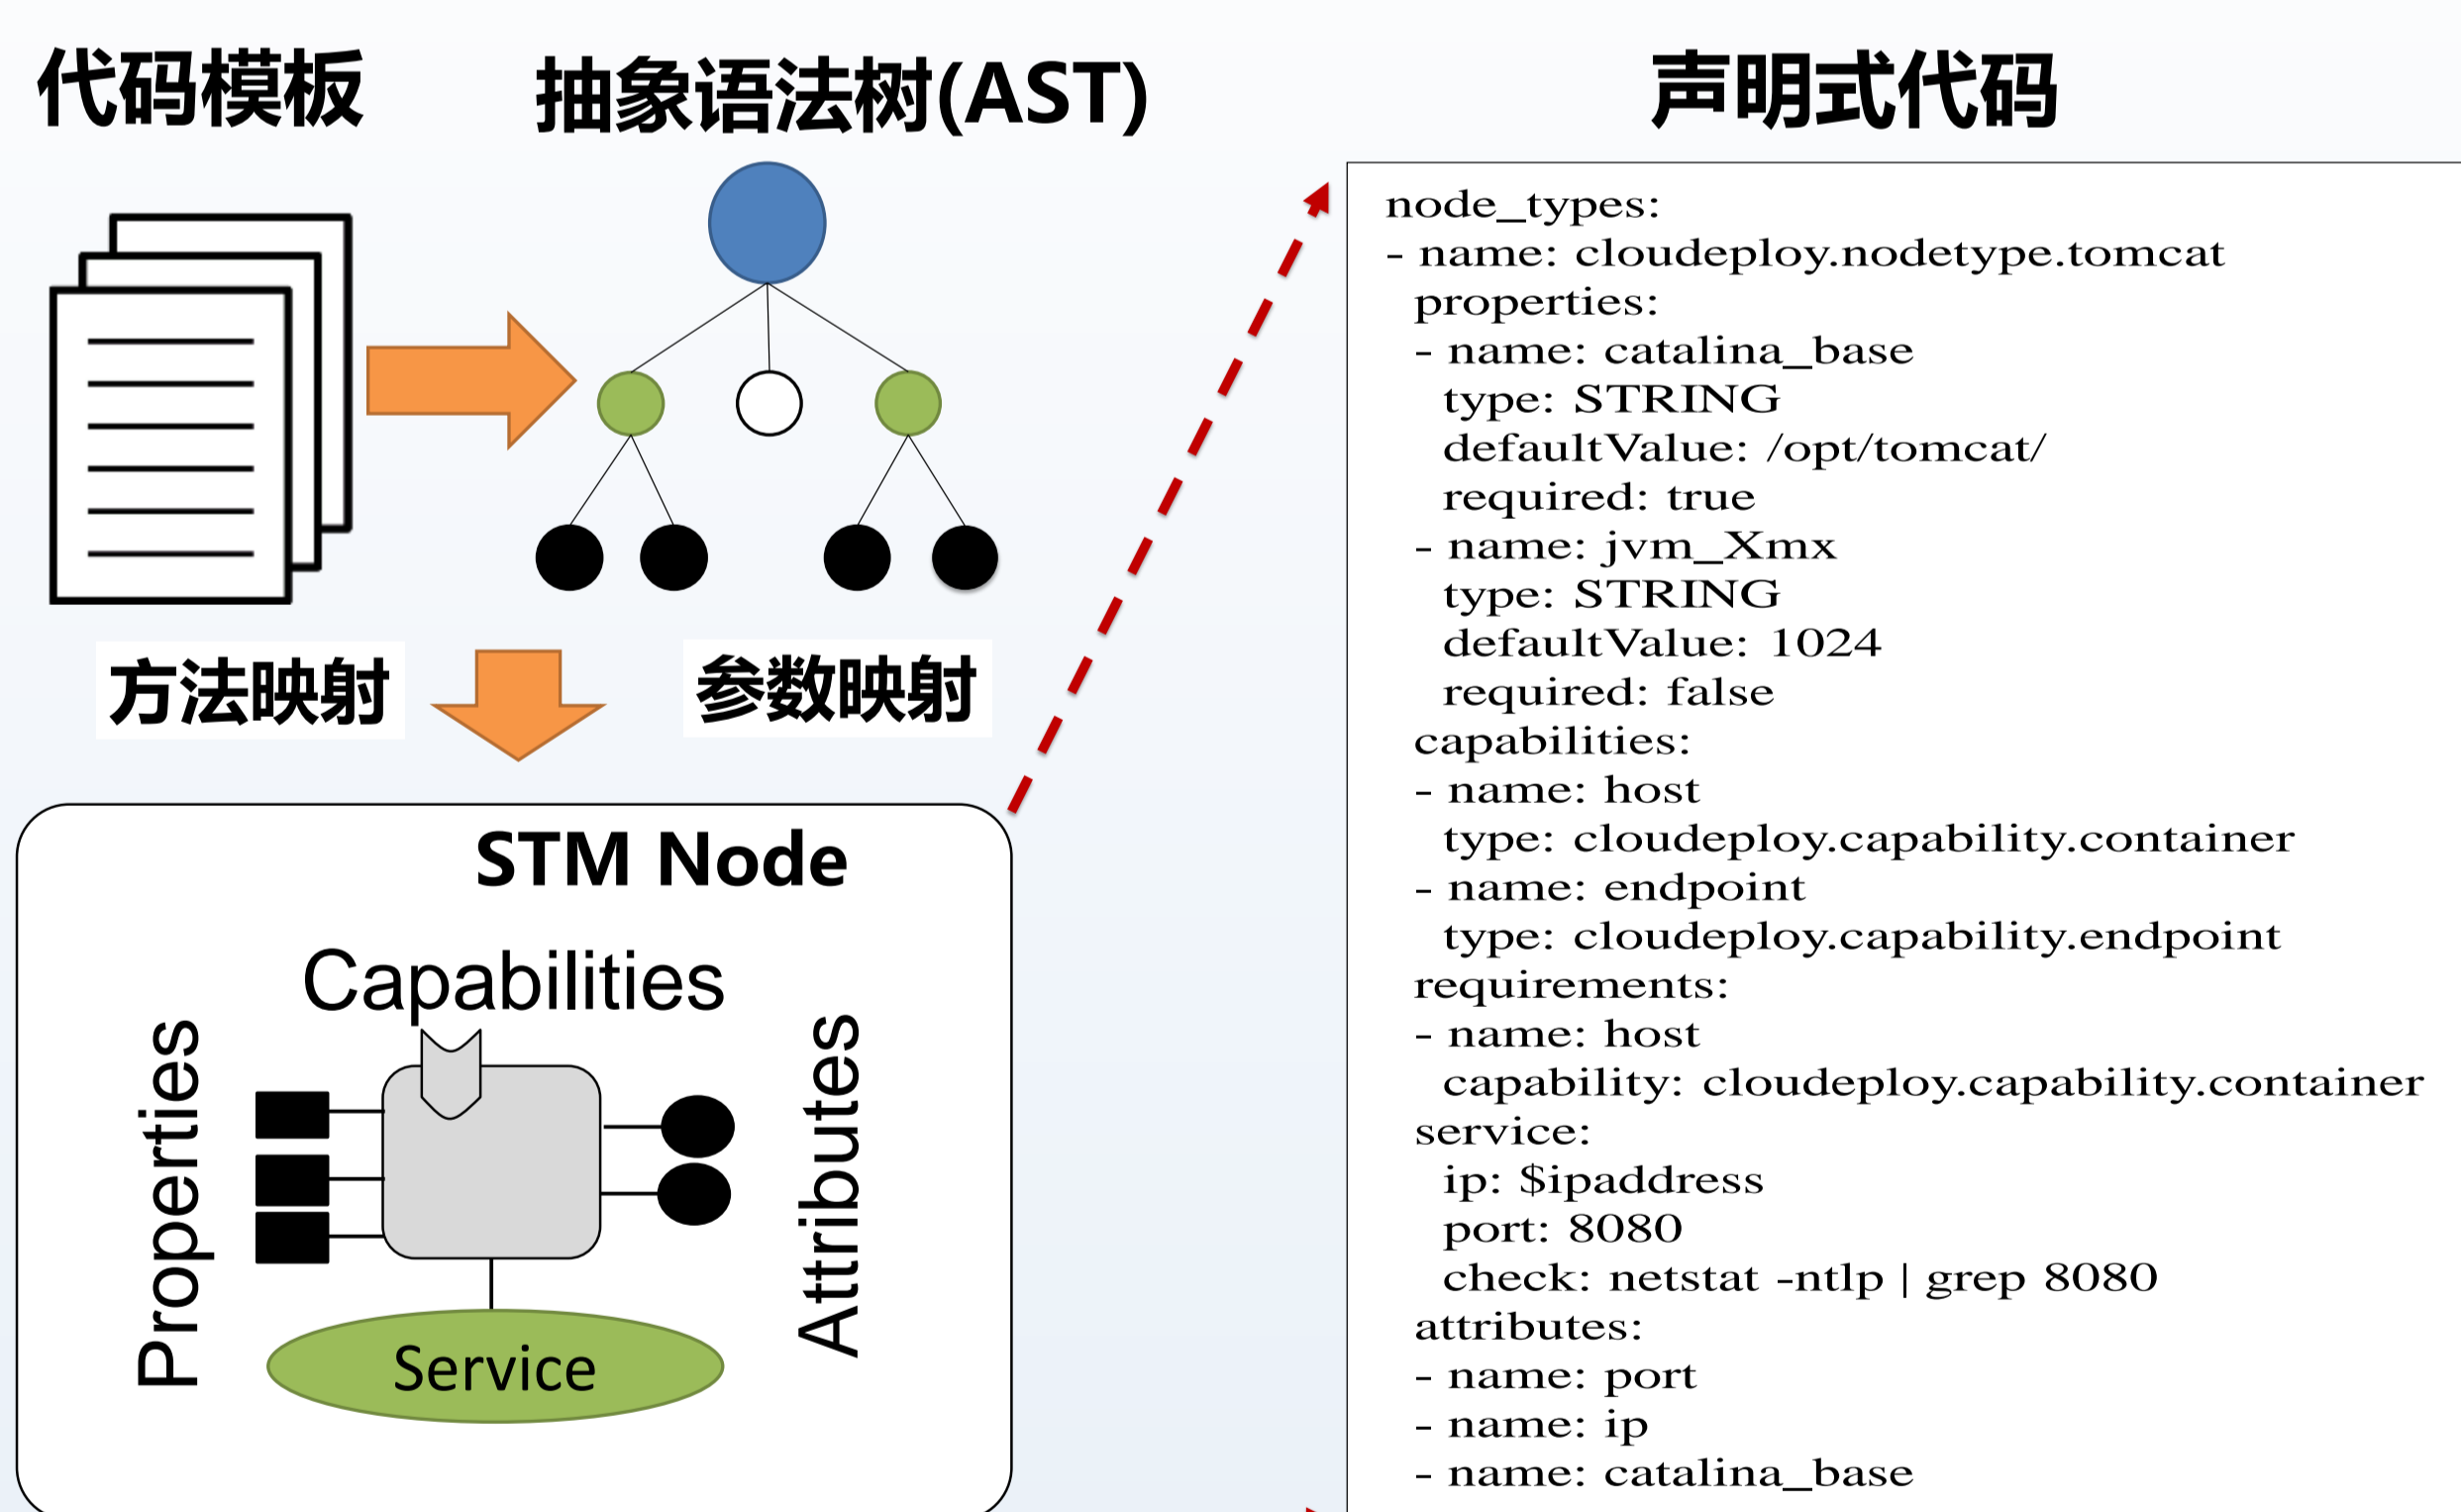 代码模板
抽象语法树(AST)
方法映射
参数映射
STM Node
Capabilities
Properties
Attributes
Service
声明式代码
node_types:
- name: cloudeploy.nodetype.tomcat
properties:
- name: catalina_base
type: STRING
defaultValue: /opt/tomcat/
required: true
- name: jvm_Xmx
type: STRING
defaultValue: 1024
required: false
capabilities:
- name: host
type: cloudeploy.capability.container
- name: endpoint
type: cloudeploy.capability.endpoint
requirements:
- name: host
capability: cloudeploy.capability.container
service:
ip: $ipaddress
port: 8080
check: netstat -ntlp | grep 8080
attributes:
- name: port
- name: ip
- name: catalina_base